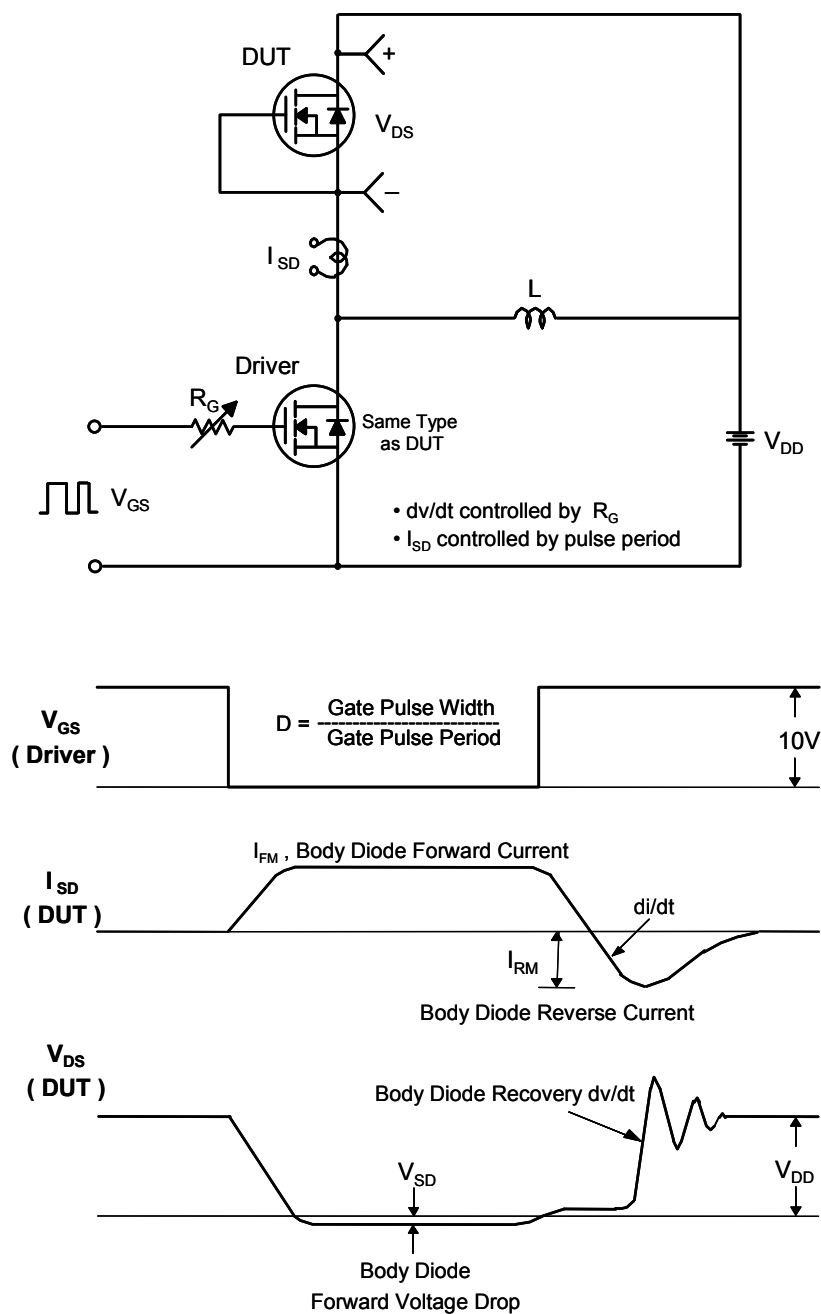 DUT
+
V_DS
–
I_SD
L
Driver
R_G
Same Type
as DUT
V_DD
V_GS
• dv/dt controlled by R_G
• I_SD controlled by pulse period
V_GS
( Driver )
D = Gate Pulse Width
Gate Pulse Period
10V
I_FM , Body Diode Forward Current
I_SD
( DUT )
di/dt
I_RM
Body Diode Reverse Current
V_DS
( DUT )
Body Diode Recovery dv/dt
V_SD
V_DD
Body Diode
Forward Voltage Drop